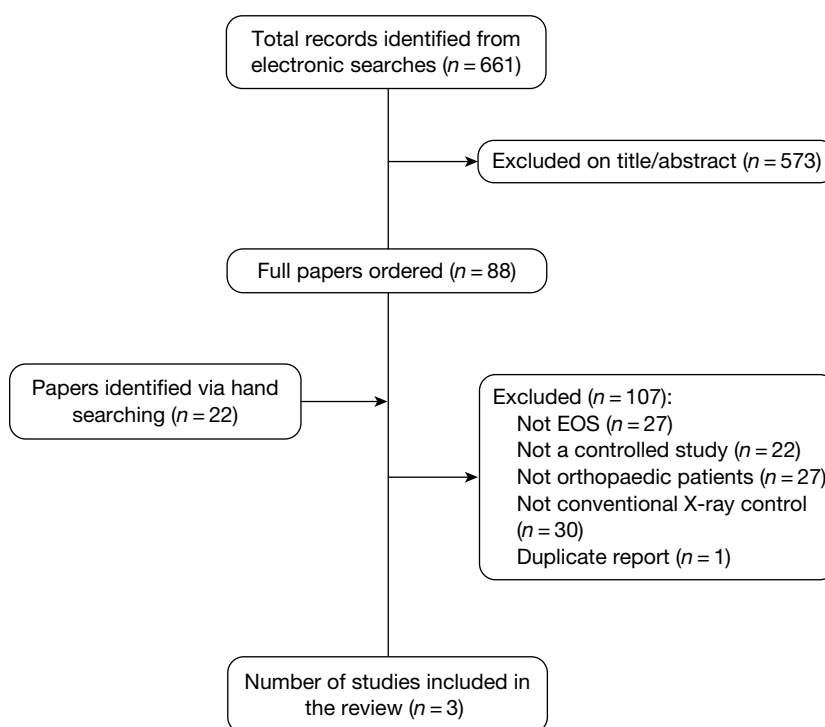 Total records identified from
electronic searches (n = 661)
Excluded on title/abstract (n = 573)
Full papers ordered (n = 88)
Papers identified via hand
searching (n = 22)
Excluded (n = 107):
Not EOS (n = 27)
Not a controlled study (n = 22)
Not orthopaedic patients (n = 27)
Not conventional X-ray control
(n = 30)
Duplicate report (n = 1)
Number of studies included in
the review (n = 3)